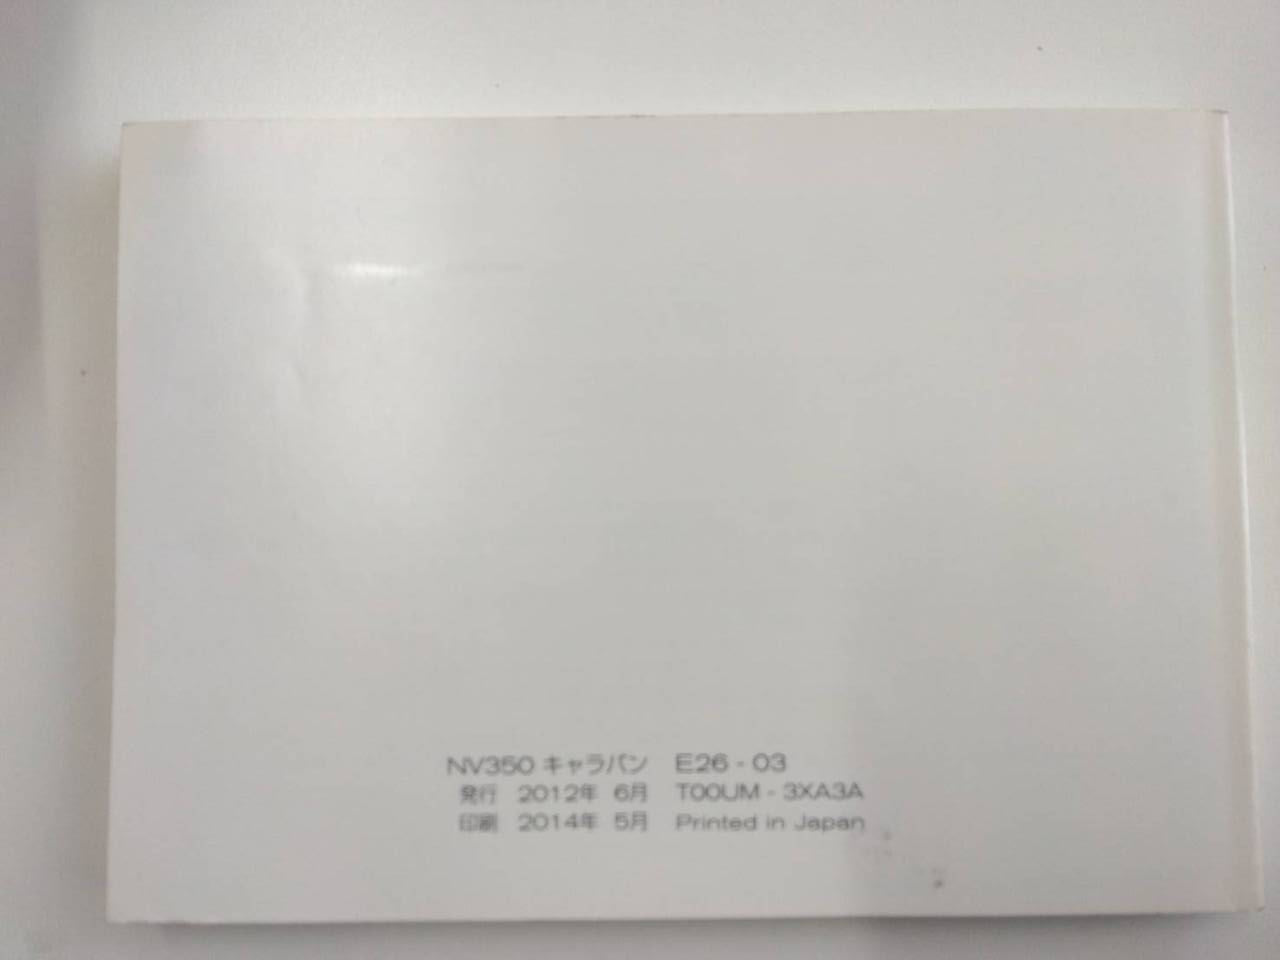 NV350 キャラバン E26 - 03
発行 2012年 6月 T00UM - 3XA3A
印刷 2014年 5月 Printed in Japan